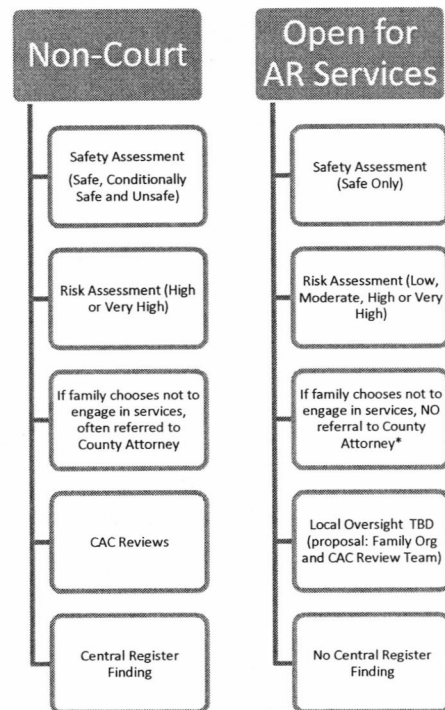 Non-Court
Safety Assessment
(Safe, Conditionally
Safe and Unsafe)
Risk Assessment (High
or Very High)
If family chooses not to
engage in services,
often referred to
County Attorney
CAC Reviews
Central Register
Finding
Open for
AR Services
Safety Assessment
(Safe Only)
Risk Assessment (Low,
Moderate, High or Very
High)
If family chooses not to
engage in services, NO
referral to County
Attorney*
Local Oversight TBD
(proposal: Family Org
and CAC Review Team)
No Central Register
Finding